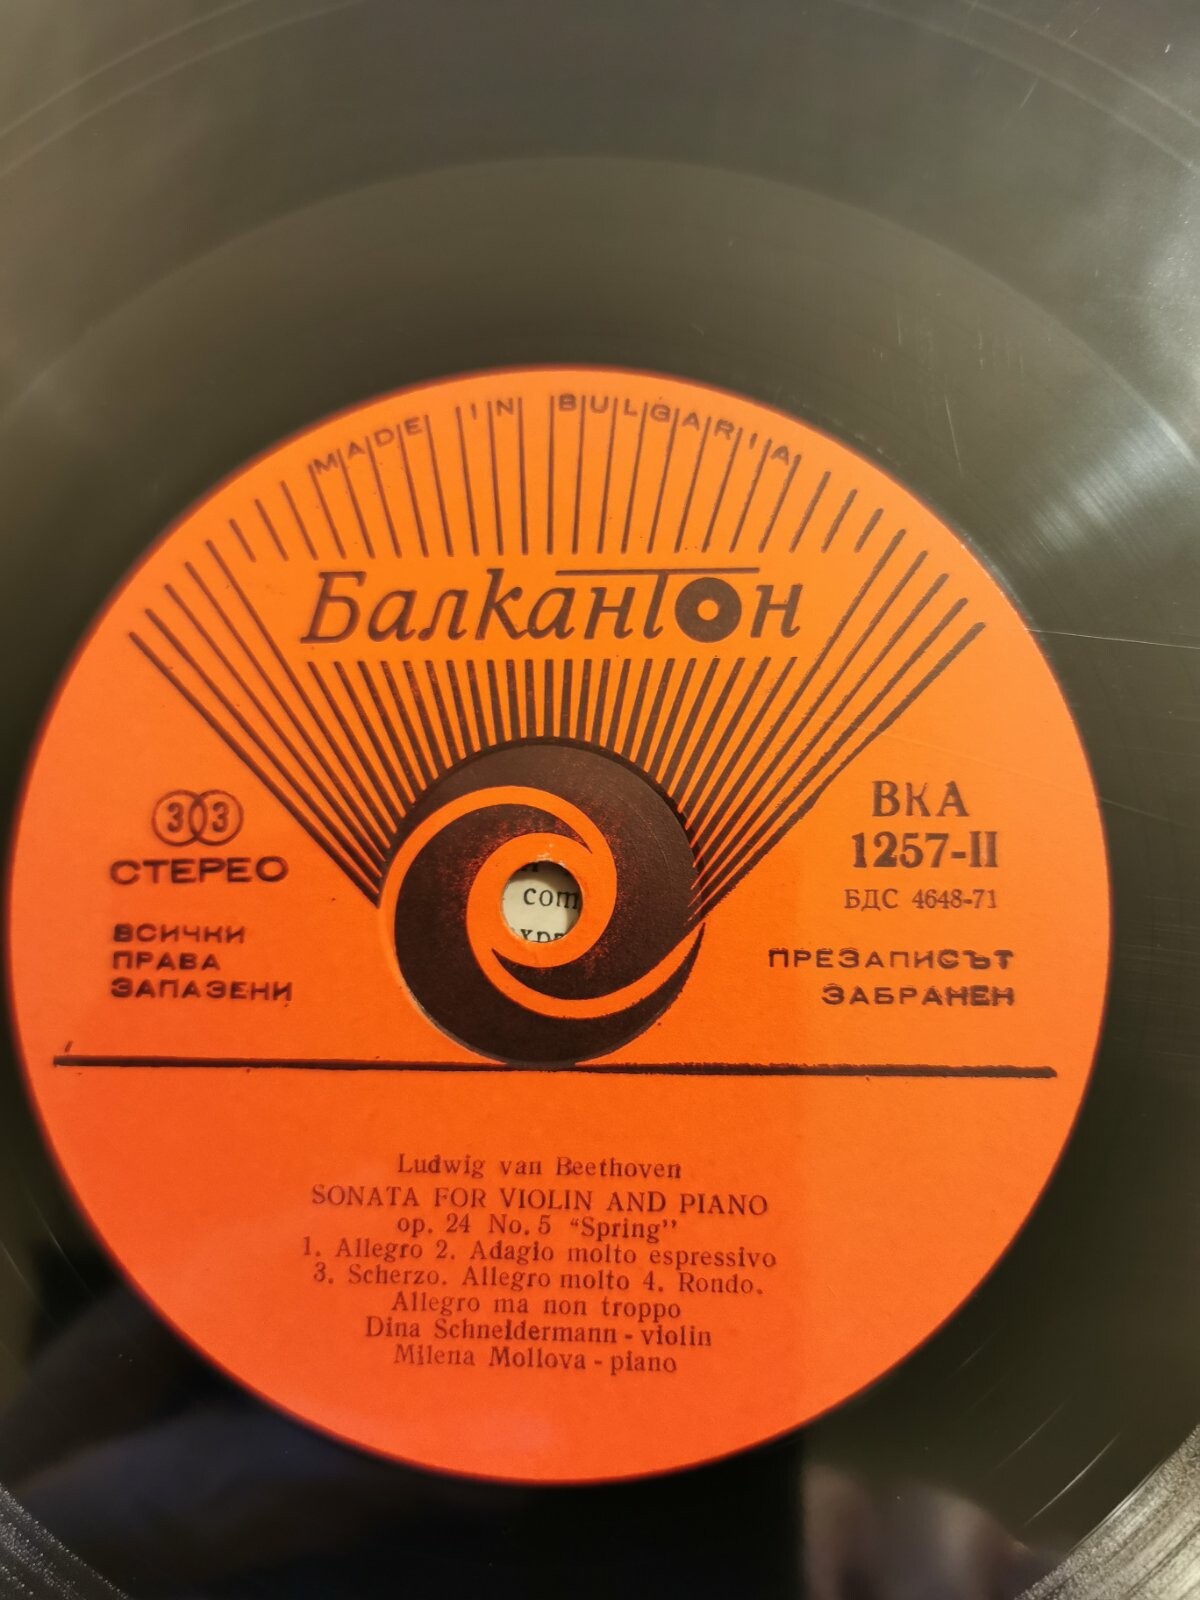 MADE IN BULGARIA
Балкантон
33
СТЕРЕО
ВСИЧКИ
ПРАВА
ЗАПАЗЕНИ
ВКА
1257-II
БДС 4648-71
ПРЕЗАПИСЪТ
ЗАБРАНЕН
com
Ludwig van Beethoven
SONATA FOR VIOLIN AND PIANO
op. 24 No. 5 “Spring”
1. Allegro 2. Adagio molto espressivo
3. Scherzo. Allegro molto 4. Rondo.
Allegro ma non troppo
Dina Schneidermann - violin
Milena Mollova - piano